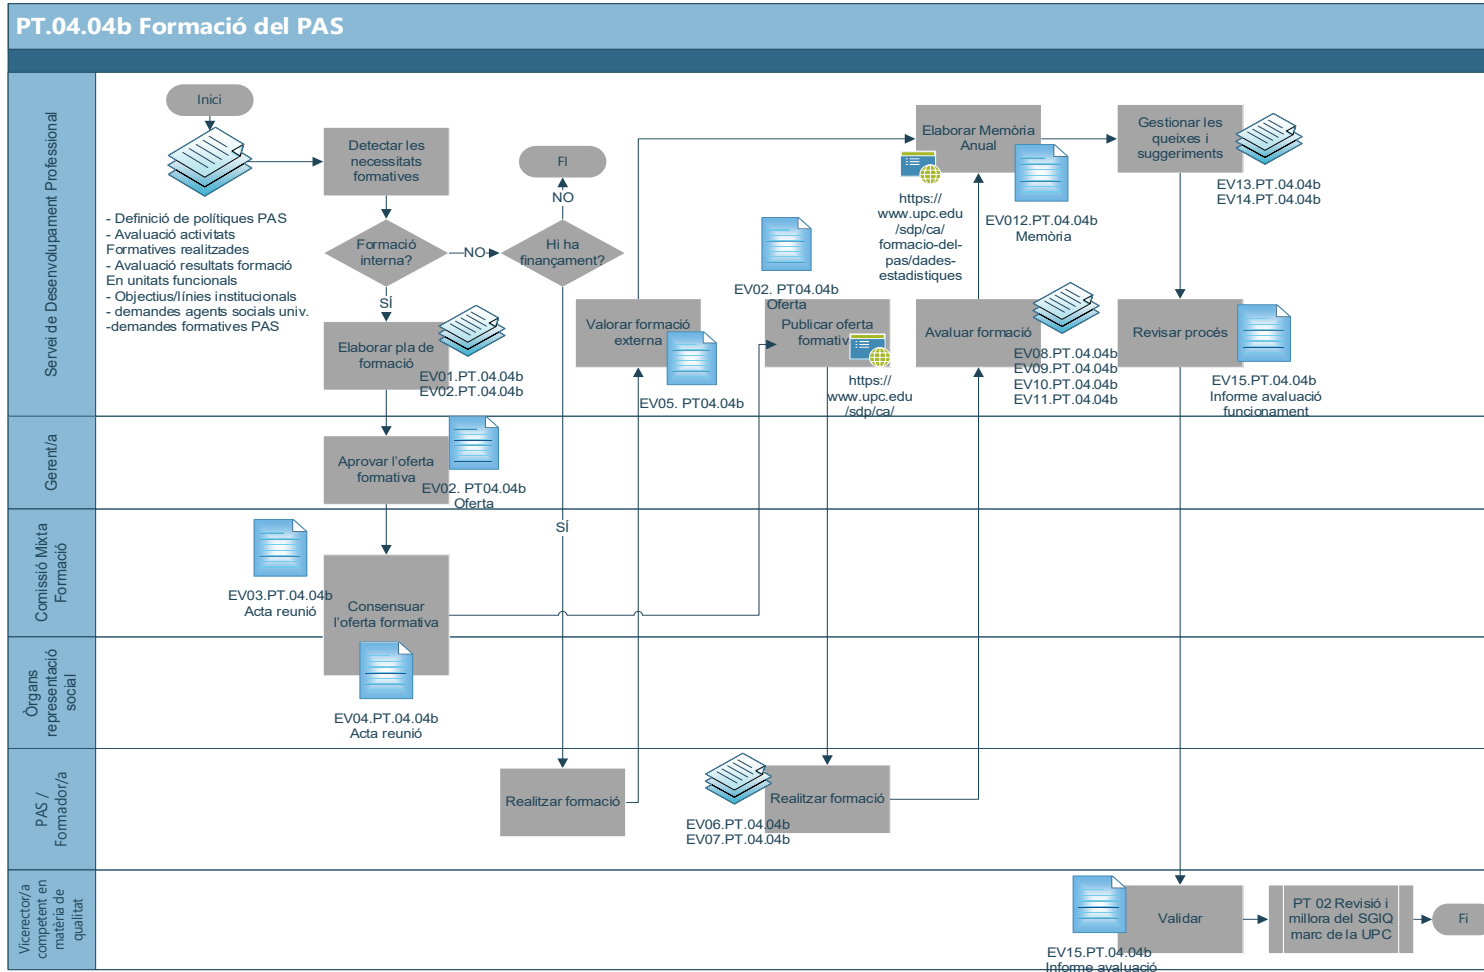 PT.04.04b Formació del PAS
Servei de Desenvolupament Professional
Inici
- Definició de polítiques PAS
- Avaluació activitats
Formatives realitzades
- Avaluació resultats formació
En unitats funcionals
- Objectius/línies institucionals
- demandes agents socials univ.
-demandes formatives PAS
Detectar les
necessitats
formatives
Formació
interna?
NO
SÍ
Hi ha
finançament?
NO
FI
SÍ
Elaborar pla de
formació
EV01.PT.04.04b
EV02.PT.04.04b
Valorar formació
externa
EV05. PT04.04b
EV02. PT04.04b
Oferta
Publicar oferta
formativ
https://
www.upc.edu
/sdp/ca/
Elaborar Memòria
Anual
https://
www.upc.edu
/sdp/ca/
formacio-del-
pas/dades-
estadistiques
EV012.PT.04.04b
Memòria
Avaluar formació
EV08.PT.04.04b
EV09.PT.04.04b
EV10.PT.04.04b
EV11.PT.04.04b
Gestionar les
queixes i
suggeriments
EV13.PT.04.04b
EV14.PT.04.04b
Revisar procés
EV15.PT.04.04b
Informe avaluació
funcionament
Gerent/a
Aprovar l'oferta
formativa
EV02. PT04.04b
Oferta
Comissió Mixta
Formació
EV03.PT.04.04b
Acta reunió
Consensuar
l'oferta formativa
Òrgans
representació
social
EV04.PT.04.04b
Acta reunió
PAS /
Formador/a
Realitzar formació
EV06.PT.04.04b
EV07.PT.04.04b
Realitzar formació
Vicerector/a
competent en
matèria de
qualitat
EV15.PT.04.04b
Informe avaluació
Validar
PT 02 Revisió i
millora del SGIQ
marc de la UPC
Fi